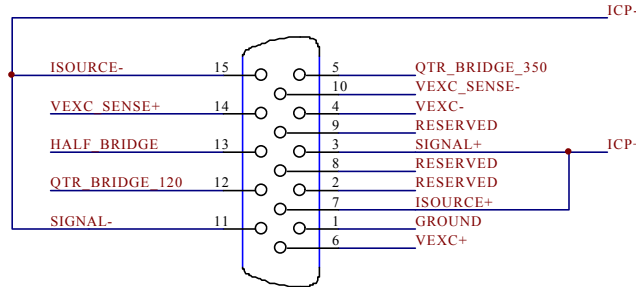 ICP-
ISOURCE- 15 5 QTR_BRIDGE_350
10 VEXC_SENSE-
VEXC_SENSE+ 14 4 VEXC-
9 RESERVED
HALF_BRIDGE 13 3 SIGNAL+ ICP+
8 RESERVED
QTR_BRIDGE_120 12 2 RESERVED
7 ISOURCE+
SIGNAL- 11 1 GROUND
6 VEXC+